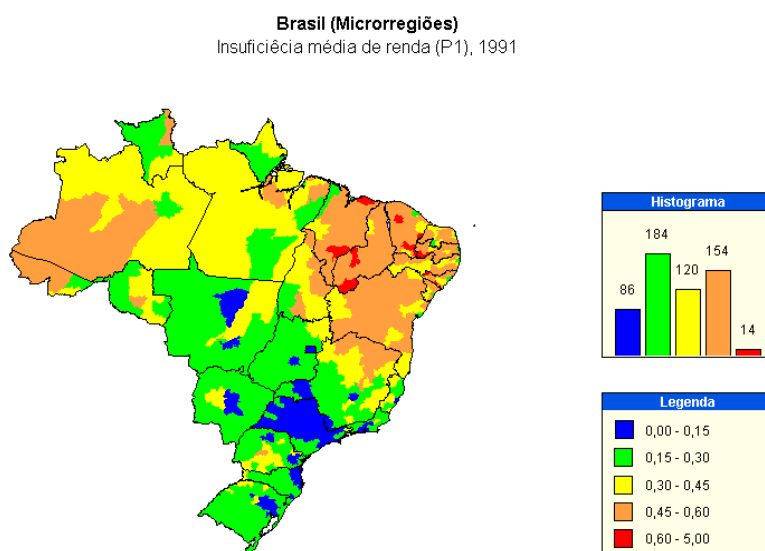 Brasil (Microrregiões)
Insuficiêcia média de renda (P1), 1991
Histograma
184
154
120
86
14
Legenda
0,00 - 0,15
0,15 - 0,30
0,30 - 0,45
0,45 - 0,60
0,60 - 5,00